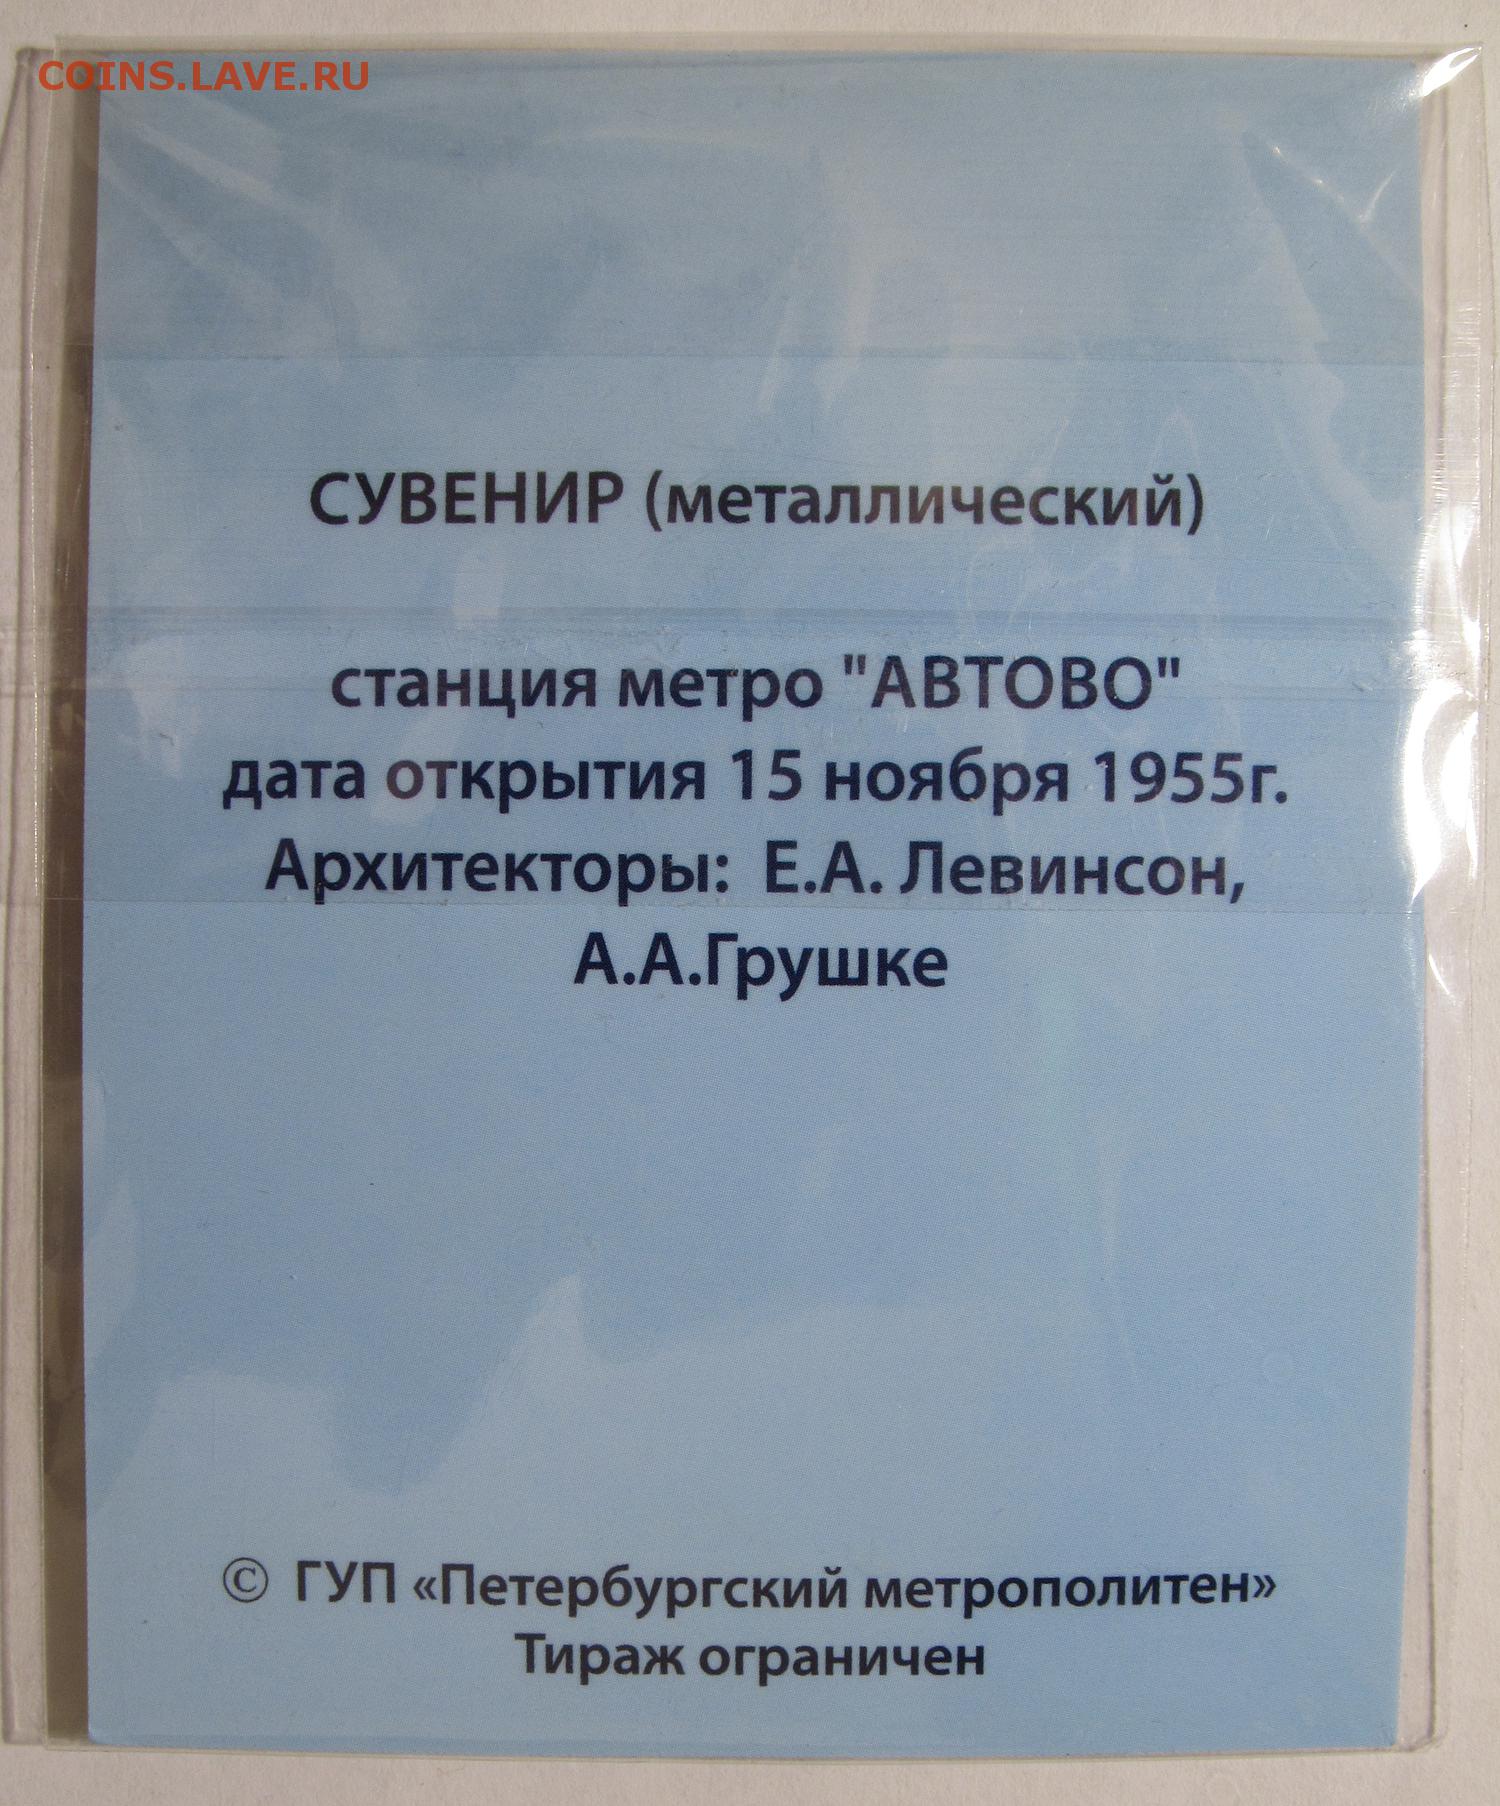 COINS.LAVE.RU
СУВЕНИР (металлический)
станция метро "АВТОВО"
дата открытия 15 ноября 1955г.
Архитекторы: Е.А. Левинсон,
А.А.Грушке
© ГУП «Петербургский метрополитен»
Тираж ограничен